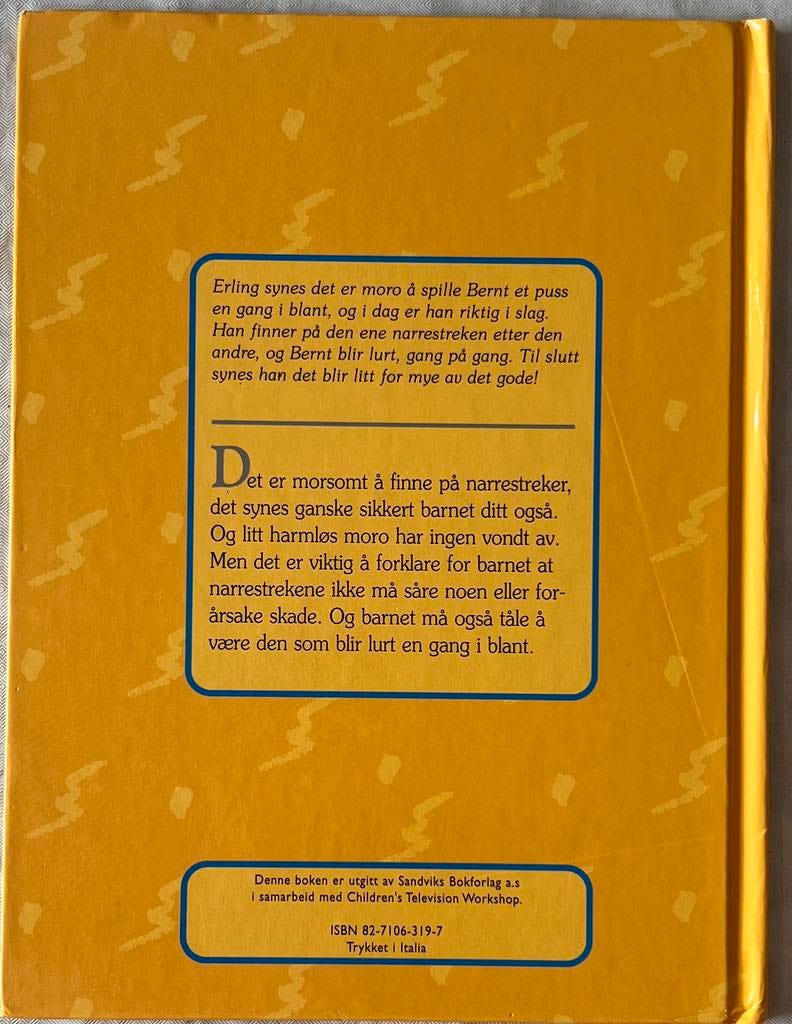 Erling synes det er moro å spille Bernt et puss
en gang i blant, og i dag er han riktig i slag.
Han finner på den ene narrestreken etter den
andre, og Bernt blir lurt, gang på gang. Til slutt
synes han det blir litt for mye av det gode!
Det er morsomt å finne på narrestreker,
det synes ganske sikkert barnet ditt også.
Og litt harmløs moro har ingen vondt av.
Men det er viktig å forklare for barnet at
narrestrekene ikke må såre noen eller for-
årsake skade. Og barnet må også tåle å
være den som blir lurt en gang i blant.
Denne boken er utgitt av Sandviks Bokforlag a.s
i samarbeid med Children's Television Workshop.
ISBN 82-7106-319-7
Trykket i Italia